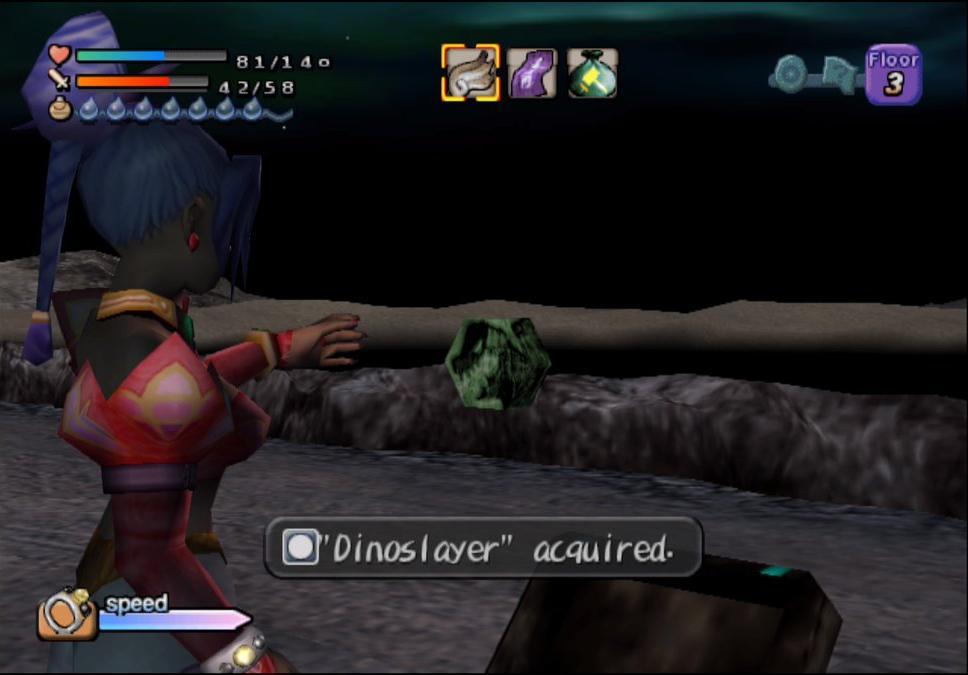 81/140
42/58
Floor
3
"Dinoslayer" acquired.
speed